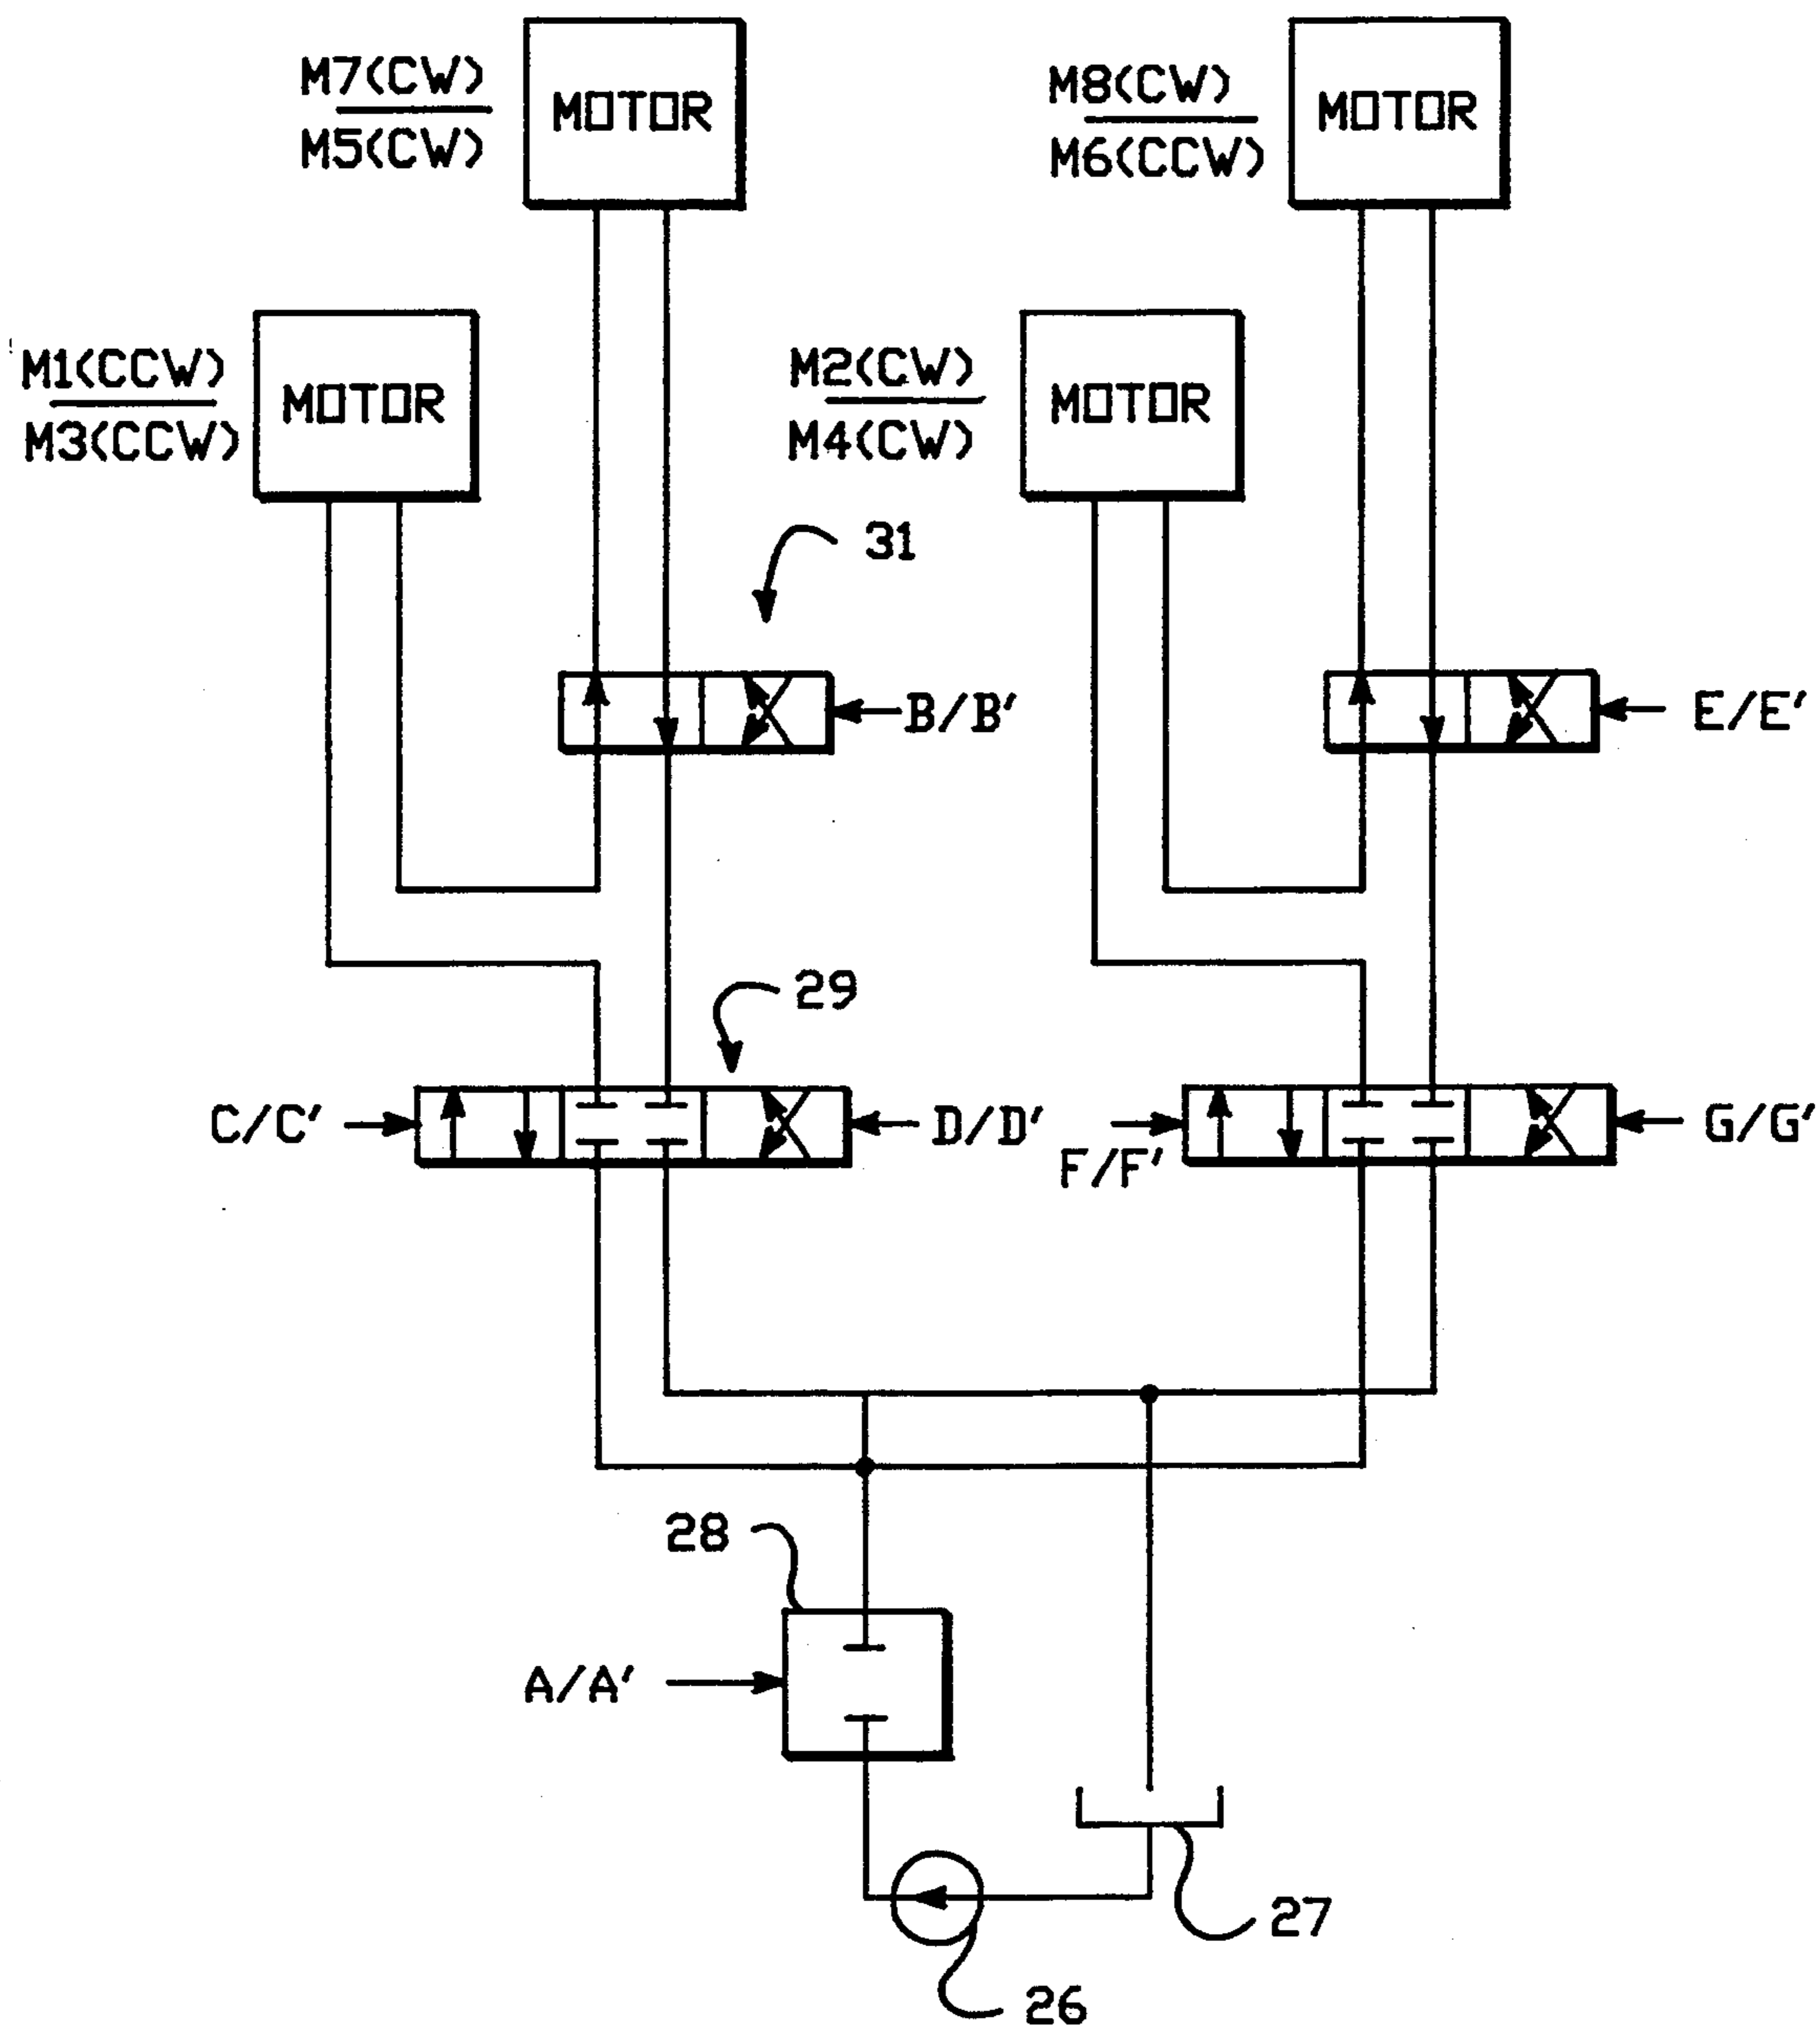 M7(CW)
M5(CW)
MOTOR
M8(CW)
M6(CCW)
MOTOR
M1(CCW)
M3(CCW)
MOTOR
M2(CW)
M4(CW)
MOTOR
31
B/B'
E/E'
29
C/C'
D/D'
F/F'
G/G'
28
A/A'
27
26